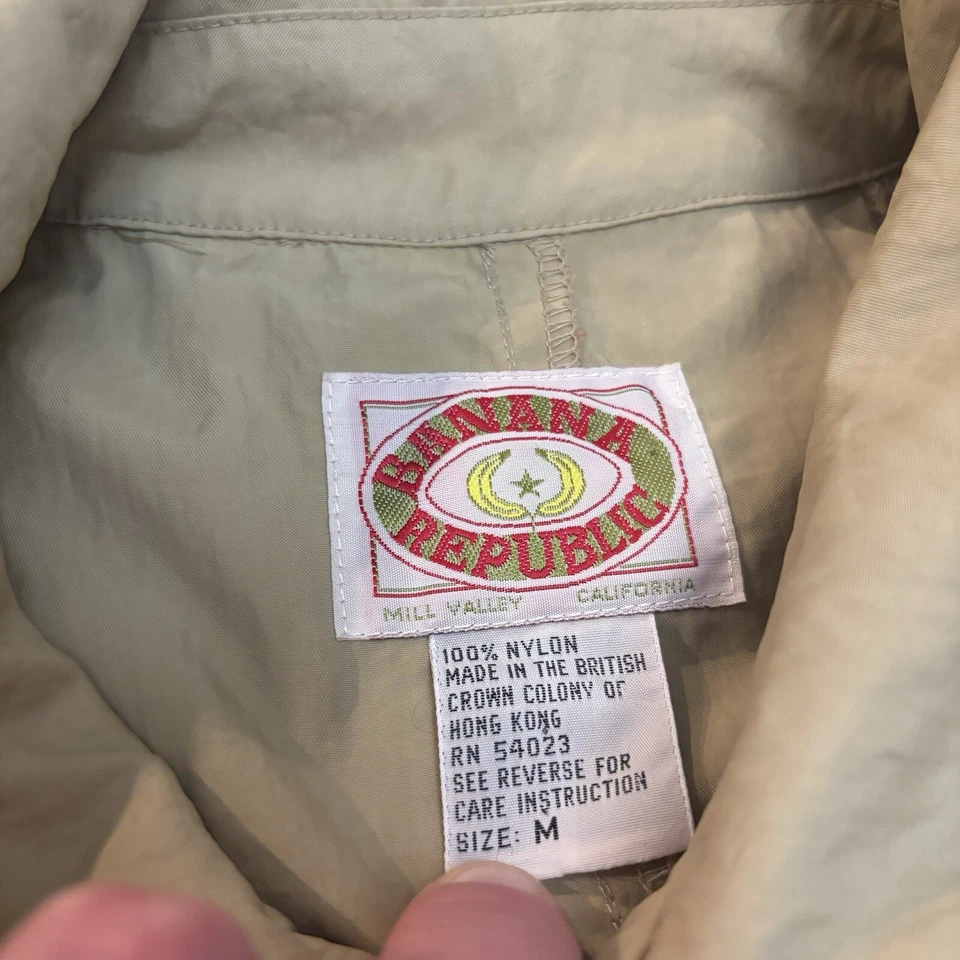 BANANA
REPUBLIC
MILL VALLEY CALIFORNIA
100% NYLON
MADE IN THE BRITISH
CROWN COLONY OF
HONG KONG
RN 54023
SEE REVERSE FOR
CARE INSTRUCTION
SIZE: M